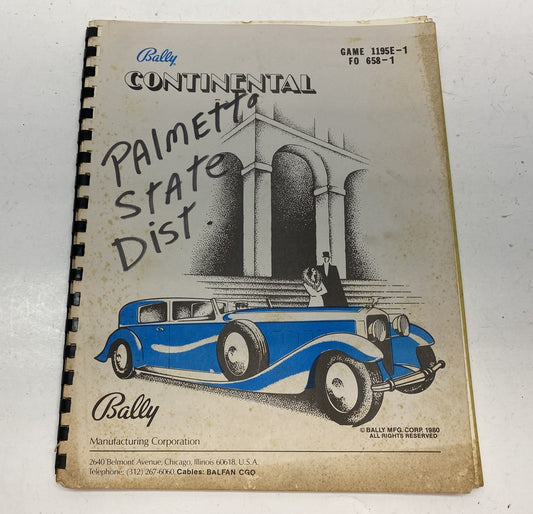 Bally
CONTINENTAL
GAME 1195E-1
FO 658-1
PALMETTO
STATE
DIST.
Bally
Manufacturing Corporation
© BALLY MFG. CORP. 1980
ALL RIGHTS RESERVED
2640 Belmont Avenue, Chicago, Illinois 60618, U.S.A.
Telephone: (312) 267-6060, Cables: BALFAN CGO